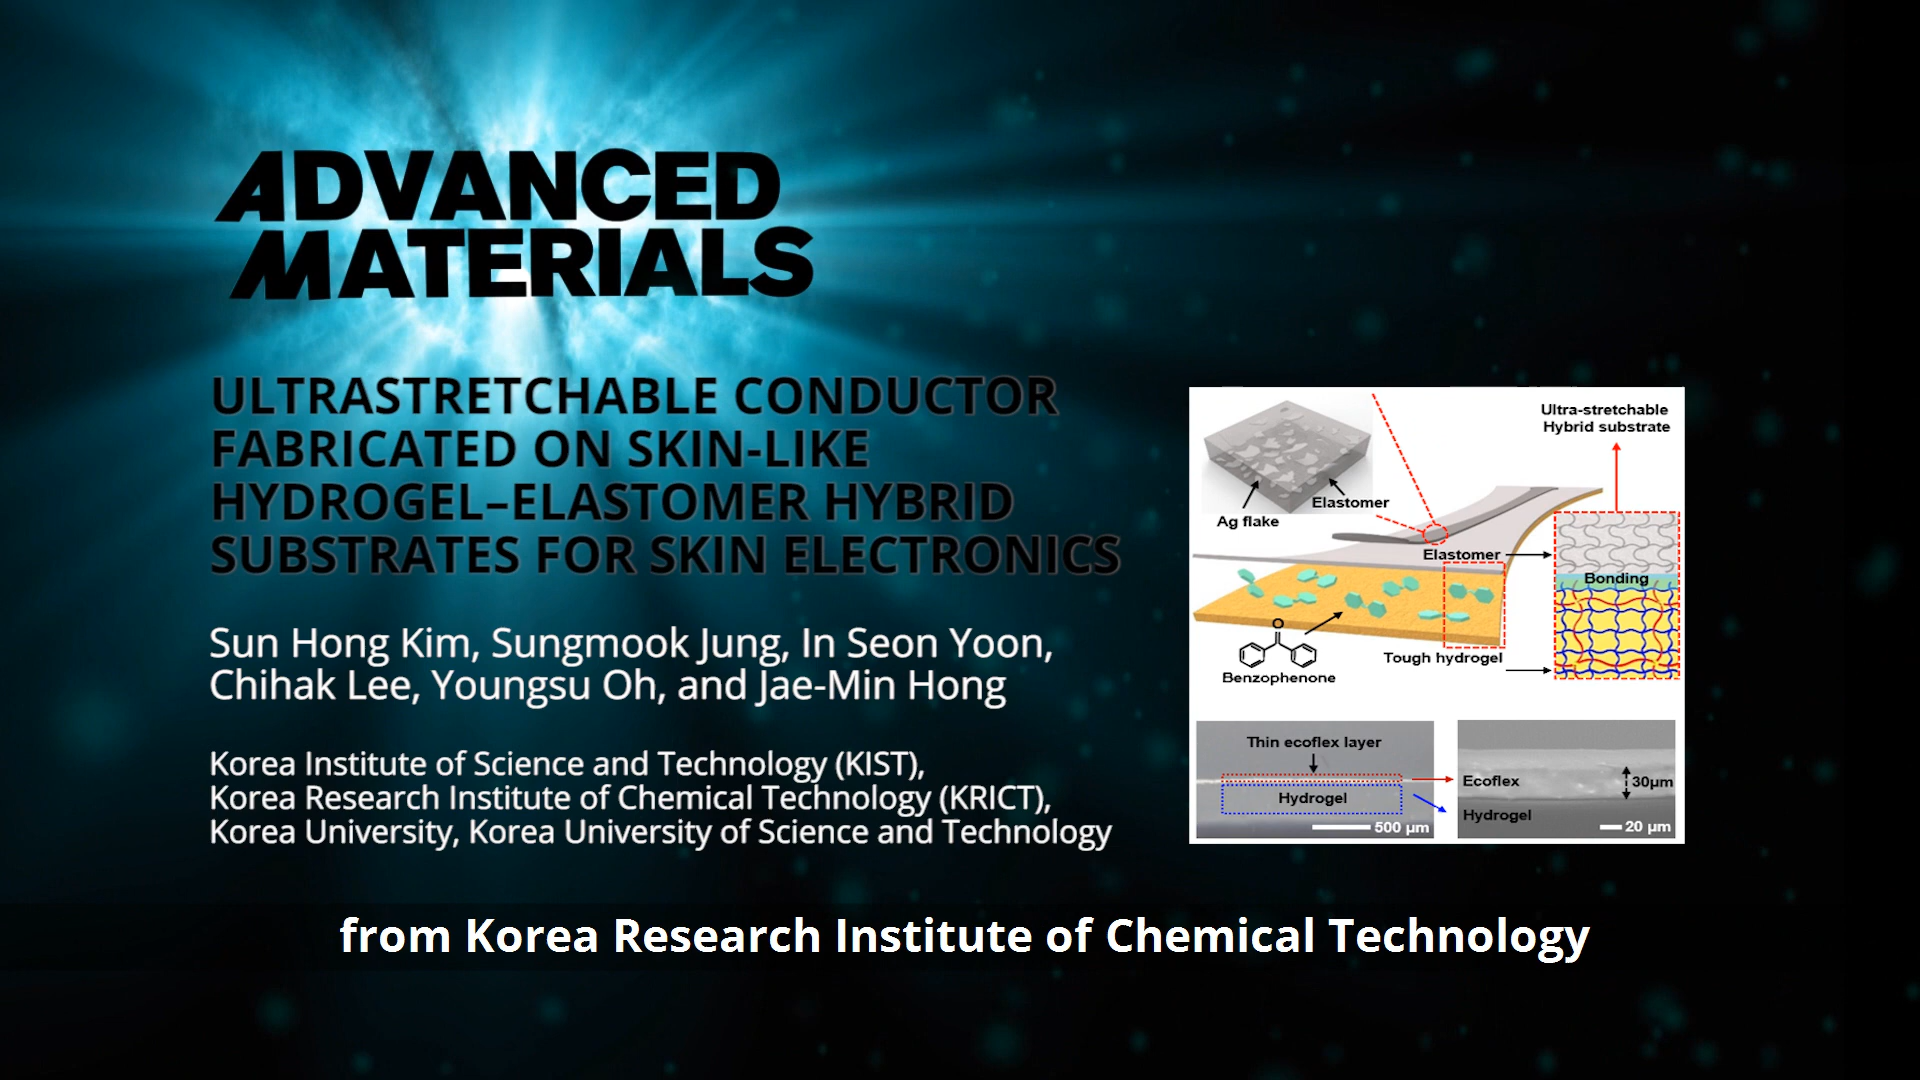 ADVANCED
MATERIALS
ULTRASTRETCHABLE CONDUCTOR
FABRICATED ON SKIN-LIKE
HYDROGEL–ELASTOMER HYBRID
SUBSTRATES FOR SKIN ELECTRONICS
Sun Hong Kim, Sungmook Jung, In Seon Yoon,
Chihak Lee, Youngsu Oh, and Jae-Min Hong
Korea Institute of Science and Technology (KIST),
Korea Research Institute of Chemical Technology (KRICT),
Korea University, Korea University of Science and Technology
Ultra-stretchable
Hybrid substrate
Elastomer
Ag flake
Elastomer
Bonding
O
Tough hydrogel
Benzophenone
Thin ecoflex layer
Hydrogel
500 µm
Ecoflex
30µm
Hydrogel
20 µm
from Korea Research Institute of Chemical Technology